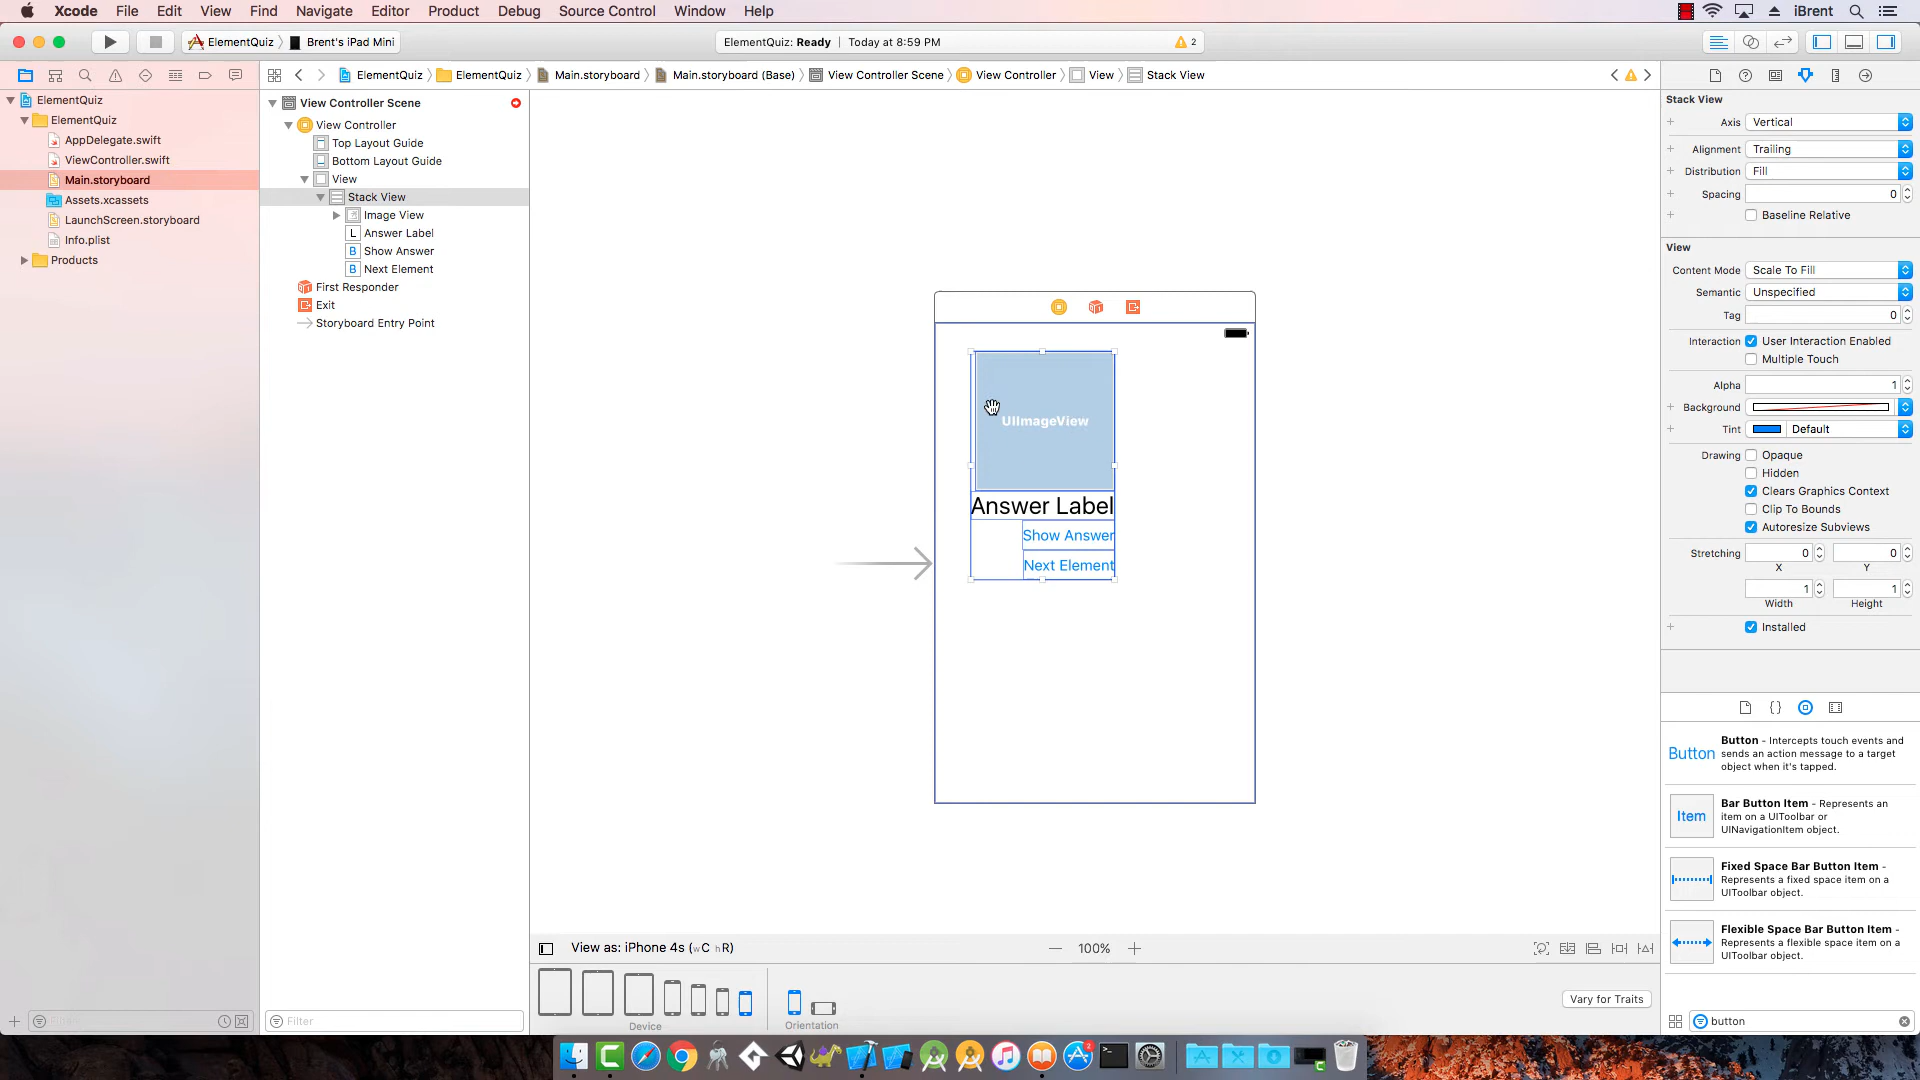 Xcode File Edit View Find Navigate Editor Product Debug Source Control Window Help iBrent
ElementQuiz Brent's iPad Mini ElementQuiz: Ready Today at 8:59 PM 2
ElementQuiz ElementQuiz Main.storyboard Main.storyboard (Base) View Controller Scene View Controller View Stack View
ElementQuiz
ElementQuiz
AppDelegate.swift
ViewController.swift
Main.storyboard
Assets.xcassets
LaunchScreen.storyboard
Info.plist
Products
Filter
View Controller Scene
View Controller
Top Layout Guide
Bottom Layout Guide
View
Stack View
Image View
L Answer Label
B Show Answer
B Next Element
First Responder
Exit
Storyboard Entry Point
Filter
UIImageView
Answer Label
Show Answer
Next Element
View as: iPhone 4s (wC hR)
100%
Device
Orientation
Vary for Traits
Stack View
Axis Vertical
Alignment Trailing
Distribution Fill
Spacing 0
Baseline Relative
View
Content Mode Scale To Fill
Semantic Unspecified
Tag 0
Interaction User Interaction Enabled
Multiple Touch
Alpha 1
Background
Tint Default
Drawing Opaque
Hidden
Clears Graphics Context
Clip To Bounds
Autoresize Subviews
Stretching 0 0
X Y
1 1
Width Height
Installed
Button
Button - Intercepts touch events and
sends an action message to a target
object when it's tapped.
Item
Bar Button Item - Represents an
item on a UIToolbar or
UINavigationItem object.
Fixed Space Bar Button Item -
Represents a fixed space item on a
UIToolbar object.
Flexible Space Bar Button Item -
Represents a flexible space item on a
UIToolbar object.
button
2